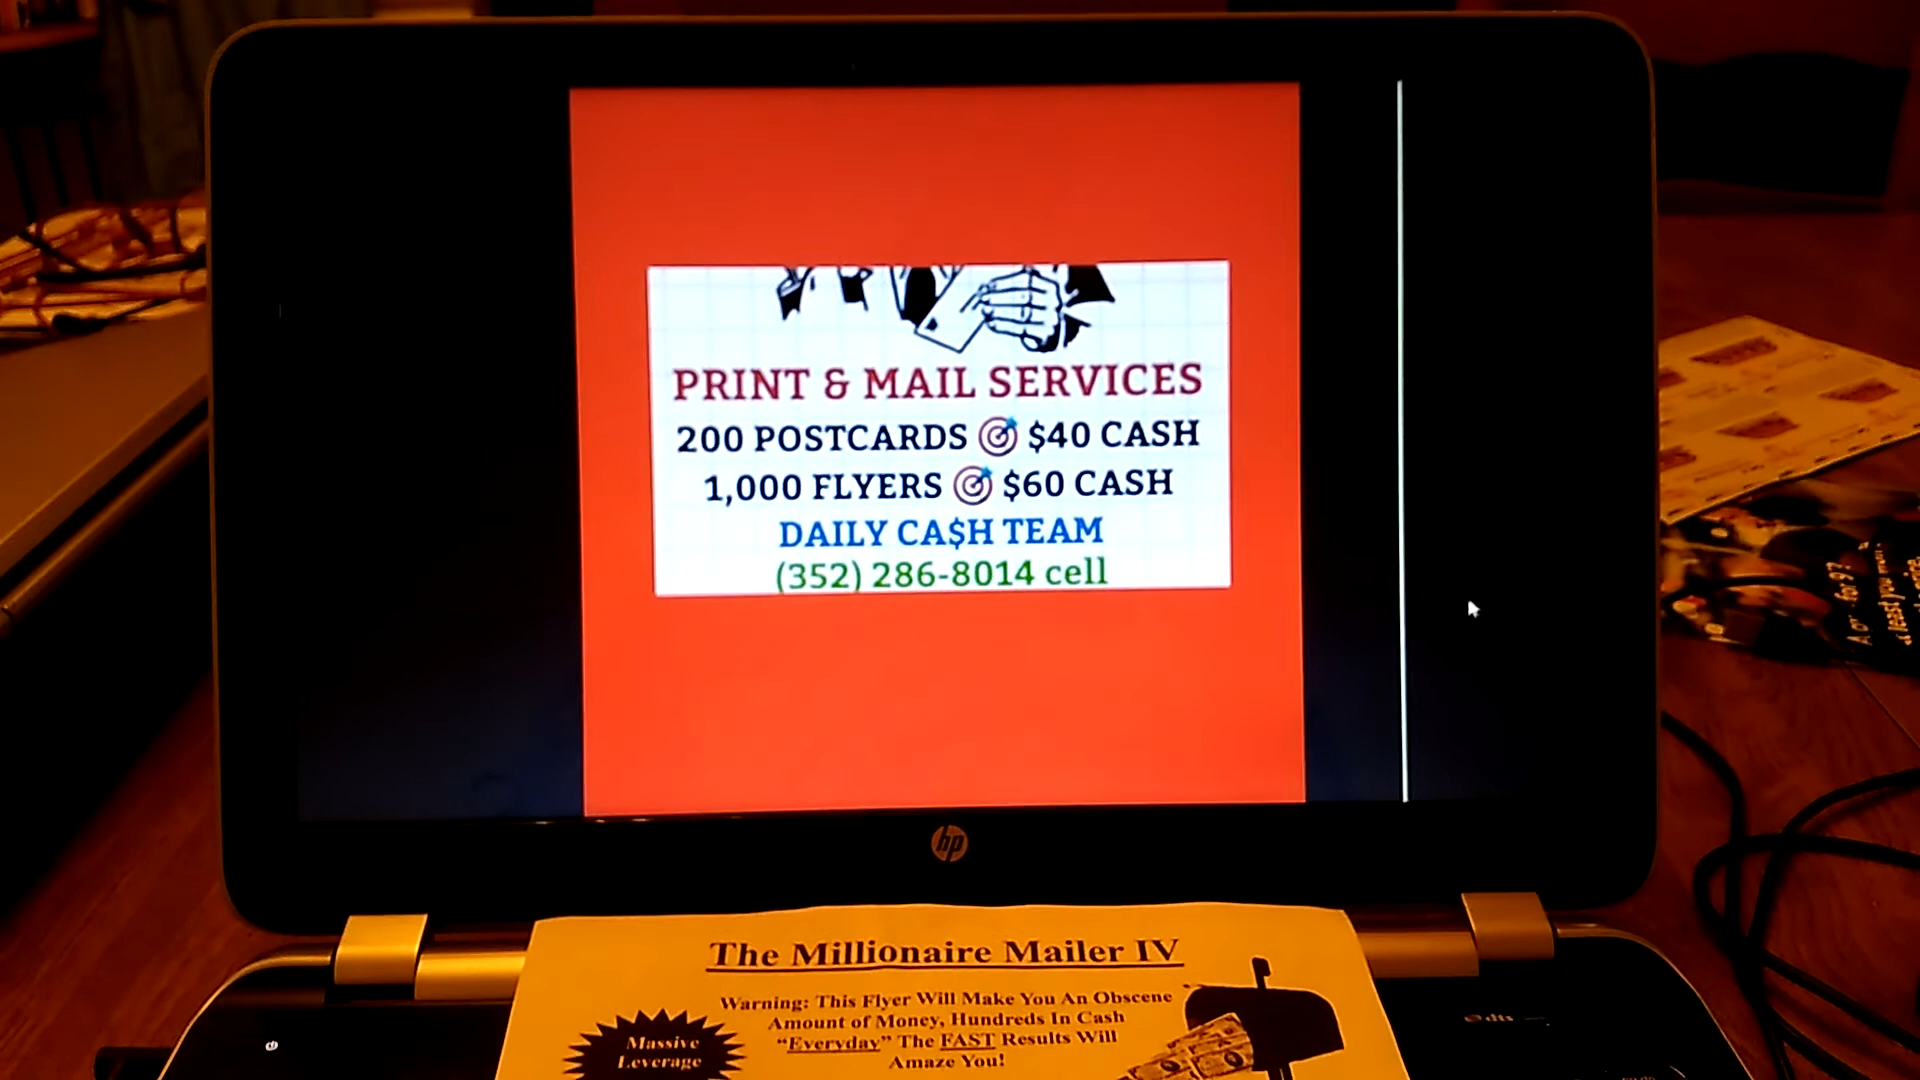 PRINT & MAIL SERVICES
200 POSTCARDS 🎯 $40 CASH
1,000 FLYERS 🎯 $60 CASH
DAILY CA$H TEAM
(352) 286-8014 cell
hp
The Millionaire Mailer IV
Warning: This Flyer Will Make You An Obscene
Amount of Money, Hundreds In Cash
"Everyday" The FAST Results Will
Amaze You!
Massive
Leverage
dts